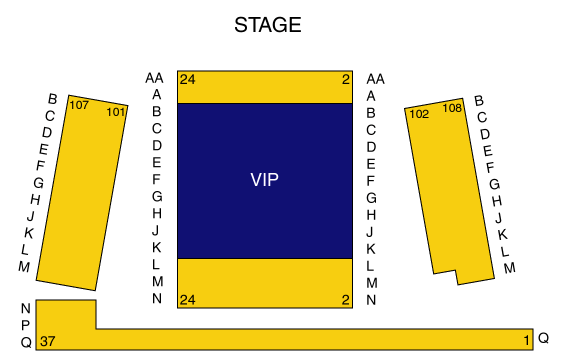 STAGE
AA 24 2 AA
A A
B B
C C
D D
E E
F F
G G
H H
J J
K K
L L
M M
N 24 2 N
VIP
107 101
B
C
D
E
F
G
H
J
K
L
M
102 108
B
C
D
E
F
G
H
J
K
L
M
N
P
Q 37 1 Q